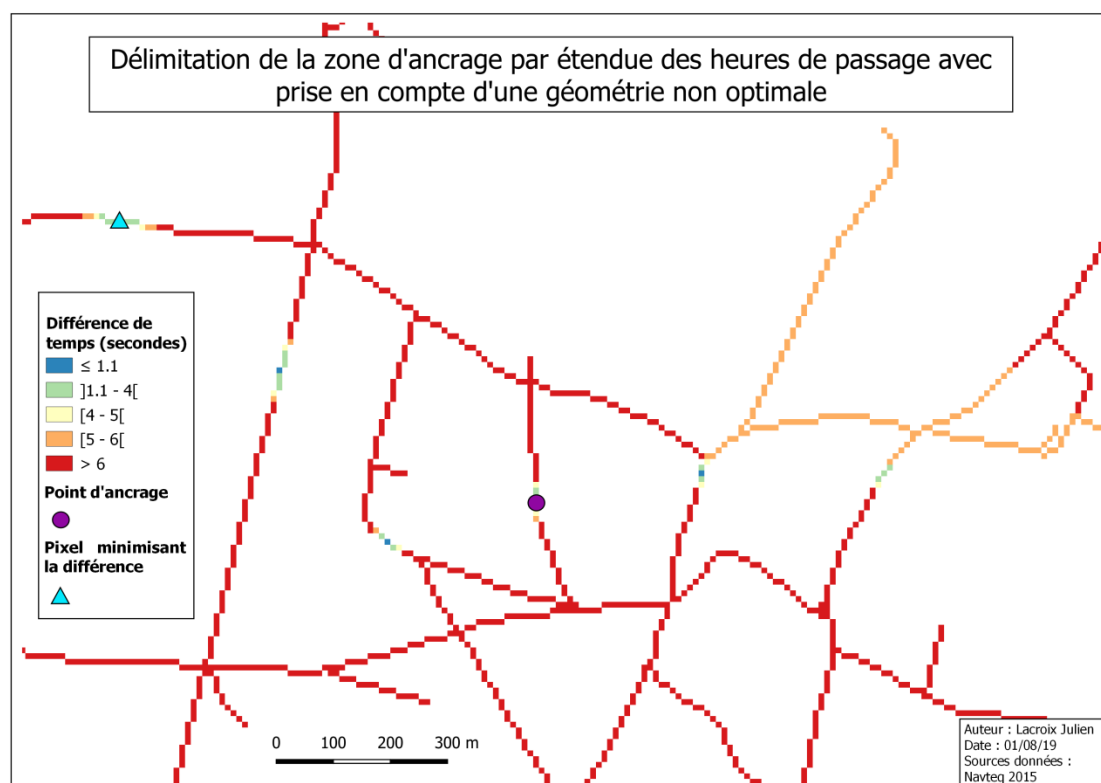 Délimitation de la zone d'ancrage par étendue des heures de passage avec
prise en compte d'une géométrie non optimale
Différence de
temps (secondes)
≤ 1.1
]1.1 - 4[
[4 - 5[
[5 - 6[
> 6
Point d'ancrage
Pixel minimisant
la différence
0 100 200 300 m
Auteur : Lacroix Julien
Date : 01/08/19
Sources données :
Navteq 2015